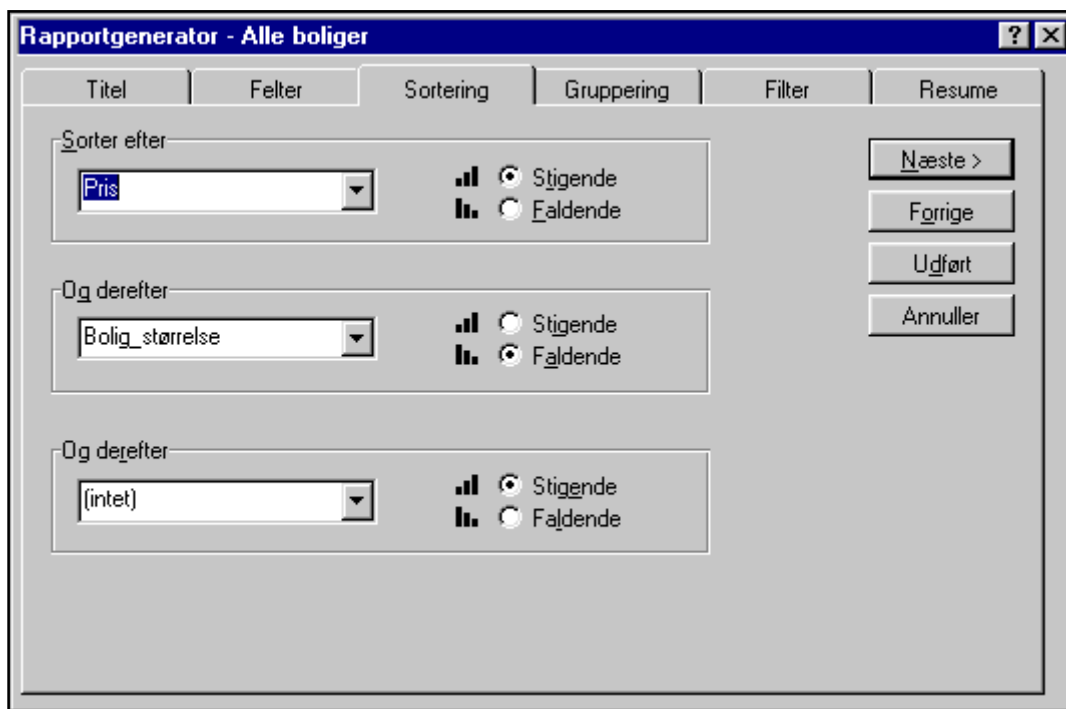 Rapportgenerator - Alle boliger
Titel Felter Sortering Gruppering Filter Resume
Sorter efter
Pris
Stigende
Faldende
Og derefter
Bolig_størrelse
Stigende
Faldende
Og derefter
(intet)
Stigende
Faldende
Næste >
Forrige
Udført
Annuller